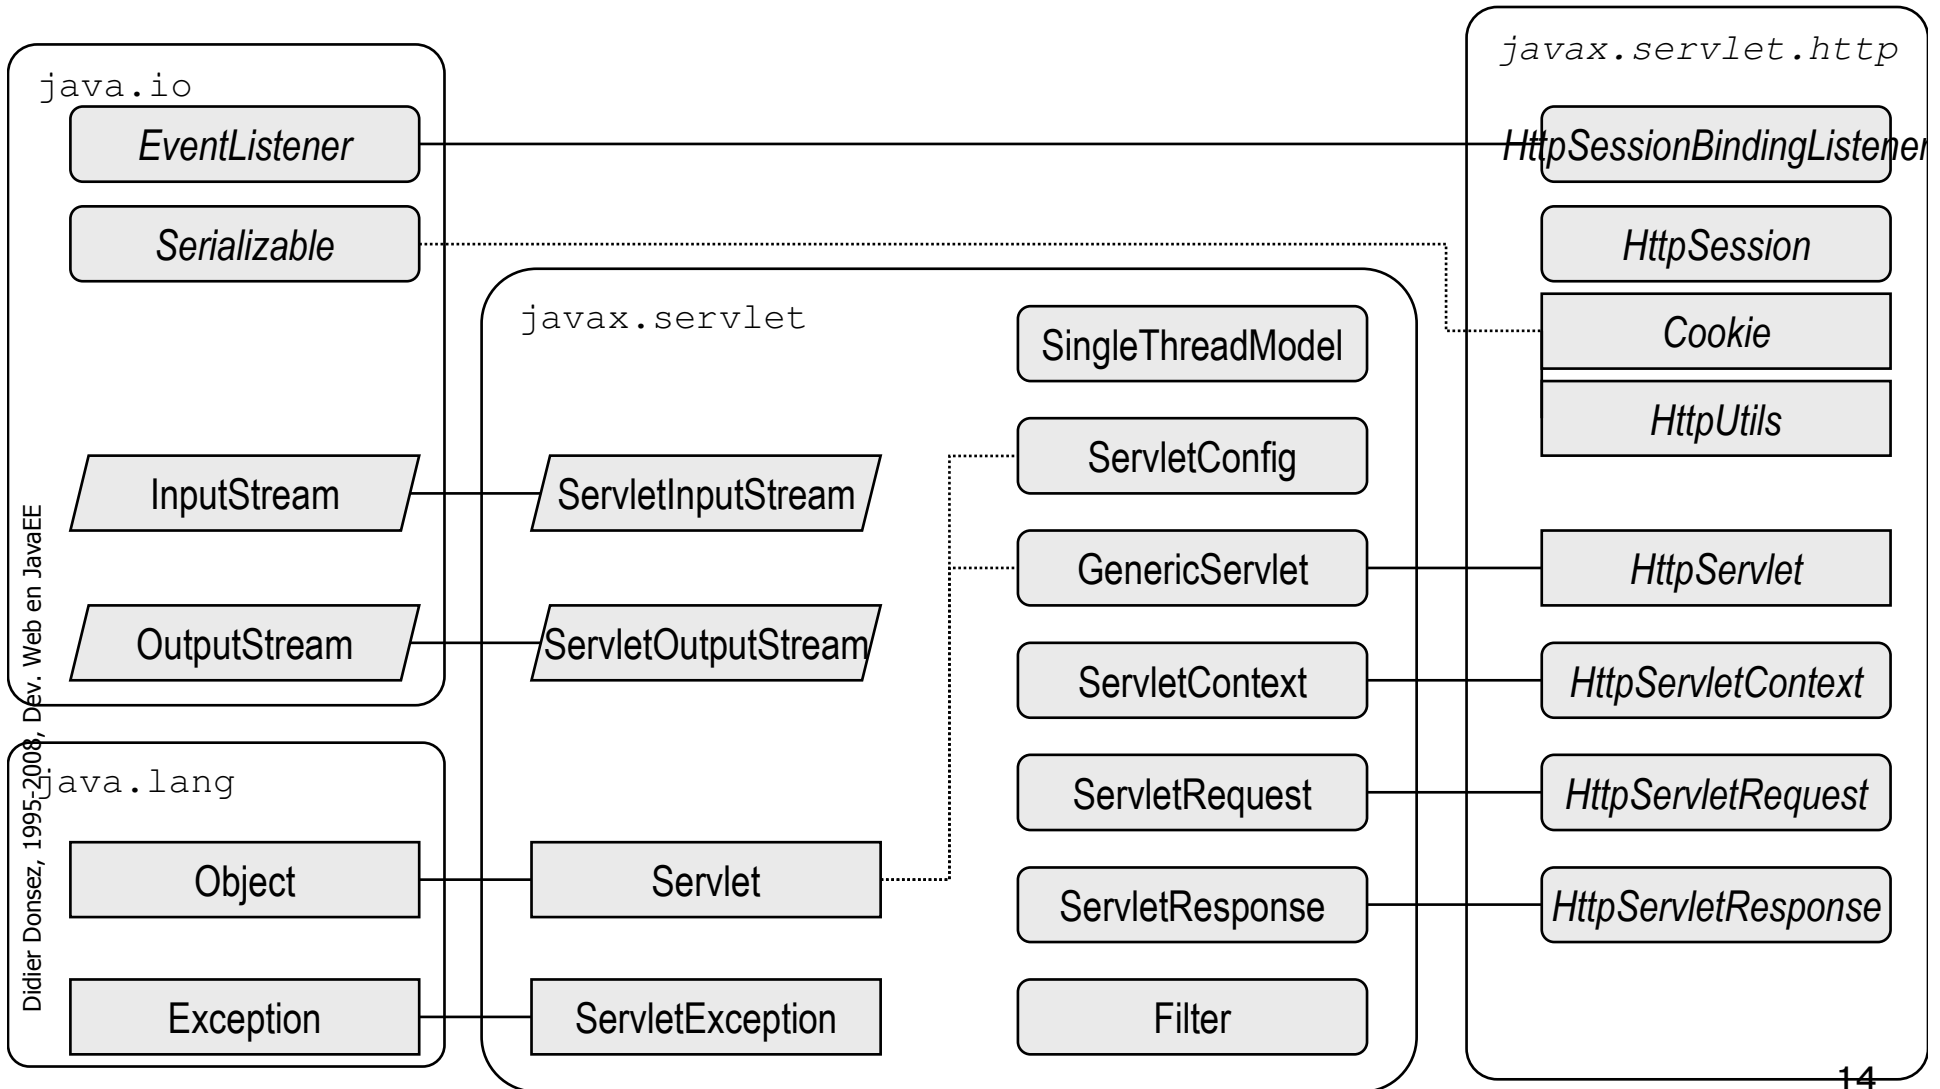 java.io
EventListener
Serializable
InputStream
OutputStream
java.lang
Object
Exception
javax.servlet
ServletInputStream
ServletOutputStream
Servlet
ServletException
SingleThreadModel
ServletConfig
GenericServlet
ServletContext
ServletRequest
ServletResponse
Filter
javax.servlet.http
HttpSessionBindingListener
HttpSession
Cookie
HttpUtils
HttpServlet
HttpServletContext
HttpServletRequest
HttpServletResponse
Didier Donsez, 1995-2008, Dev. Web en JavaEE
14